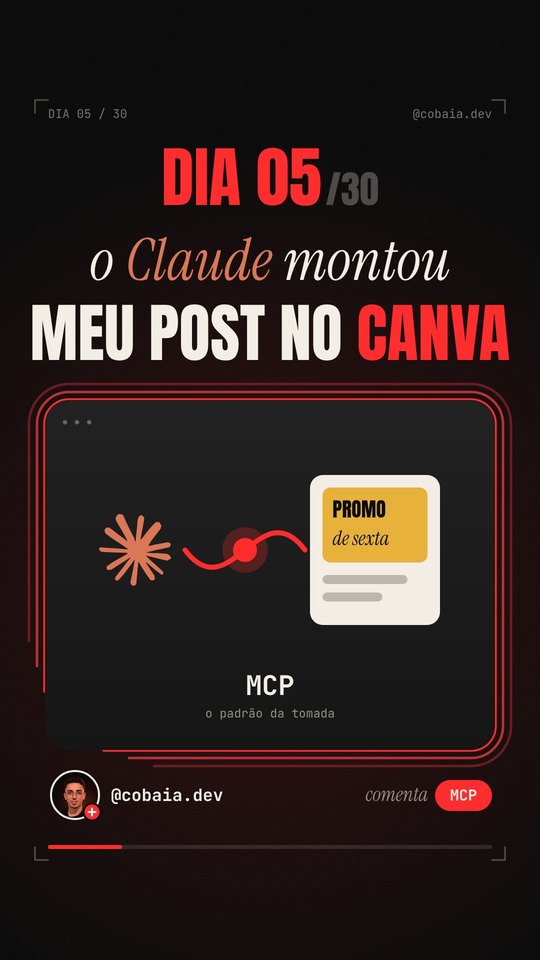 DIA 05 / 30
@cobaia.dev
DIA 05/30
o Claude montou
MEU POST NO CANVA
PROMO
de sexta
MCP
o padrão da tomada
@cobaia.dev
comenta MCP